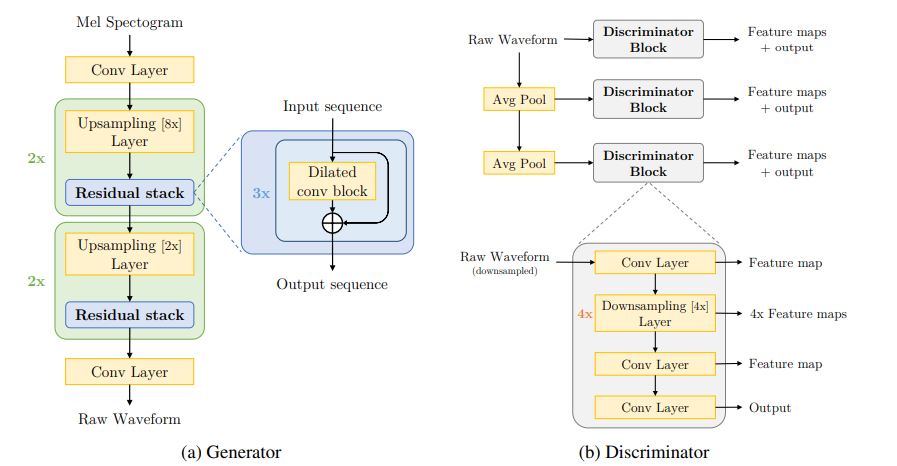 Mel Spectogram
Conv Layer
2x
Upsampling [8x]
Layer
Residual stack
2x
Upsampling [2x]
Layer
Residual stack
Conv Layer
Raw Waveform
Input sequence
3x
Dilated
conv block
Output sequence
(a) Generator
Raw Waveform
Discriminator
Block
Feature maps
+ output
Avg Pool
Discriminator
Block
Feature maps
+ output
Avg Pool
Discriminator
Block
Feature maps
+ output
Raw Waveform
(downsampled)
Conv Layer
Feature map
4x
Downsampling [4x]
Layer
4x Feature maps
Conv Layer
Feature map
Conv Layer
Output
(b) Discriminator